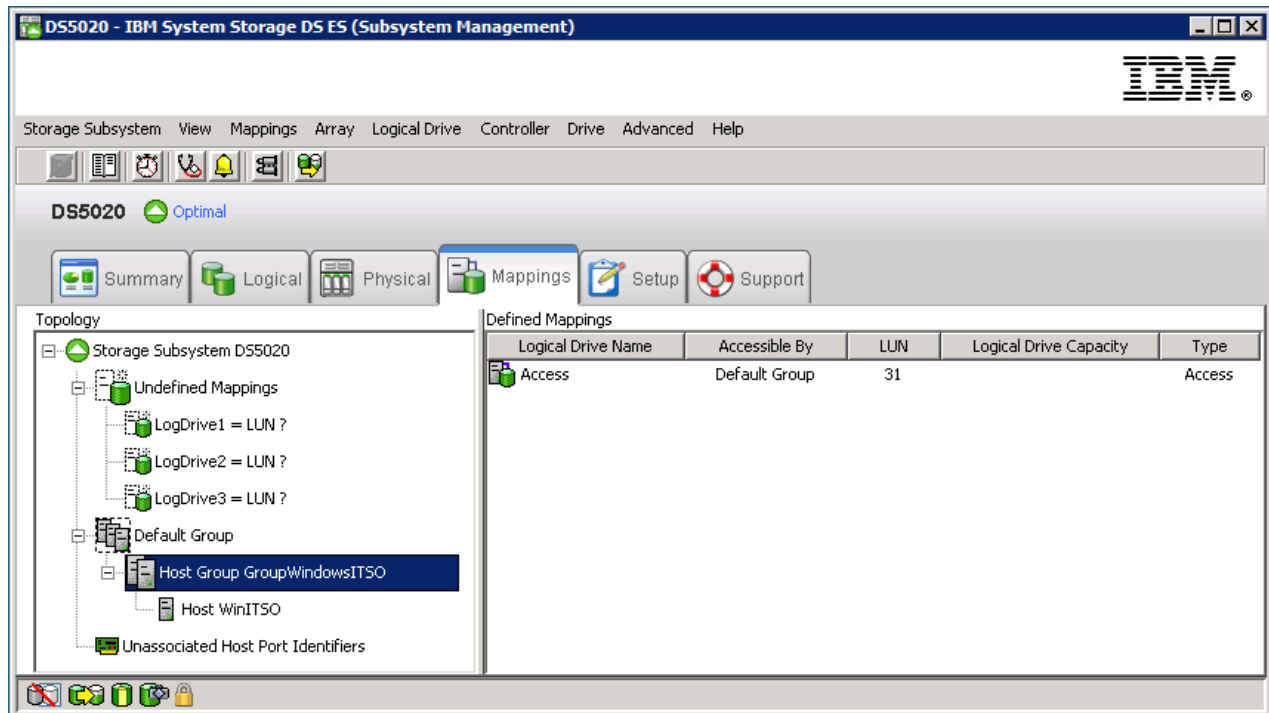 DS5020 - IBM System Storage DS ES (Subsystem Management)
IBM®
Storage Subsystem View Mappings Array Logical Drive Controller Drive Advanced Help
DS5020 Optimal
Summary Logical Physical Mappings Setup Support
Topology
Storage Subsystem DS5020
Undefined Mappings
LogDrive1 = LUN ?
LogDrive2 = LUN ?
LogDrive3 = LUN ?
Default Group
Host Group GroupWindowsITSO
Host WinITSO
Unassociated Host Port Identifiers
Defined Mappings
Logical Drive Name Accessible By LUN Logical Drive Capacity Type
Access Default Group 31 Access